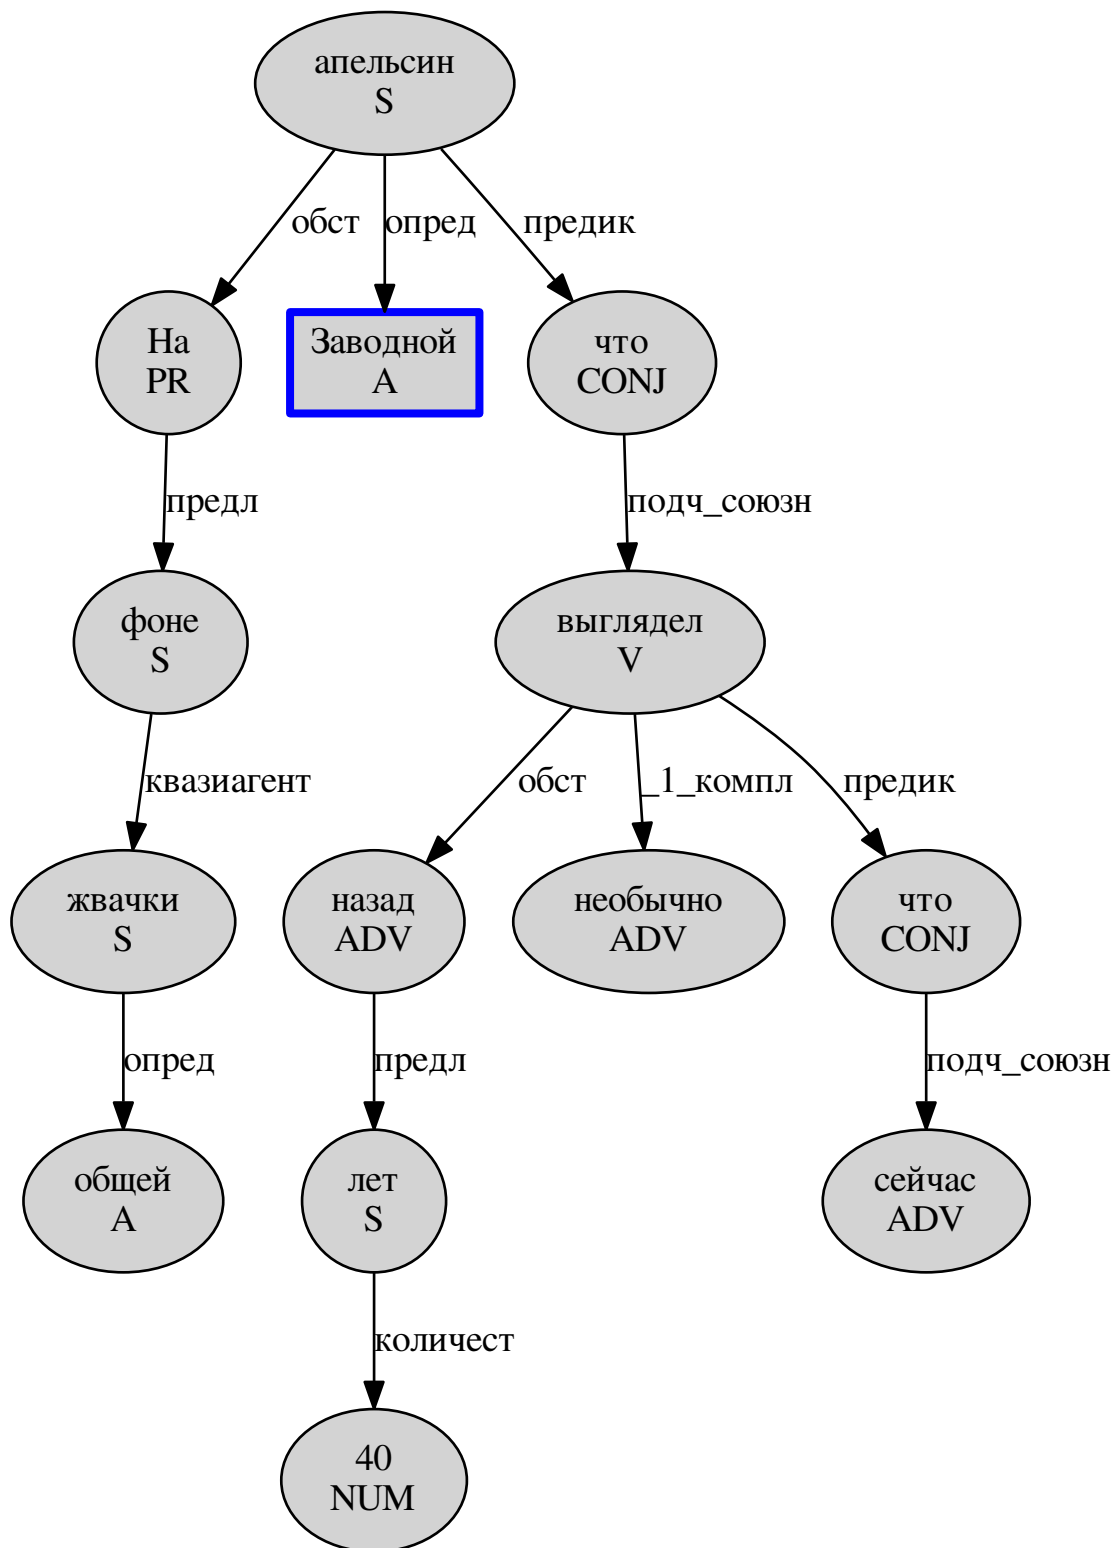 апельсин
S
обст
опред
предик
На
PR
Заводной
A
что
CONJ
предл
подч_союзн
фоне
S
выглядел
V
квазиагент
обст
_1_компл
предик
жвачки
S
назад
ADV
необычно
ADV
что
CONJ
опред
предл
подч_союзн
общей
A
лет
S
сейчас
ADV
количест
40
NUM